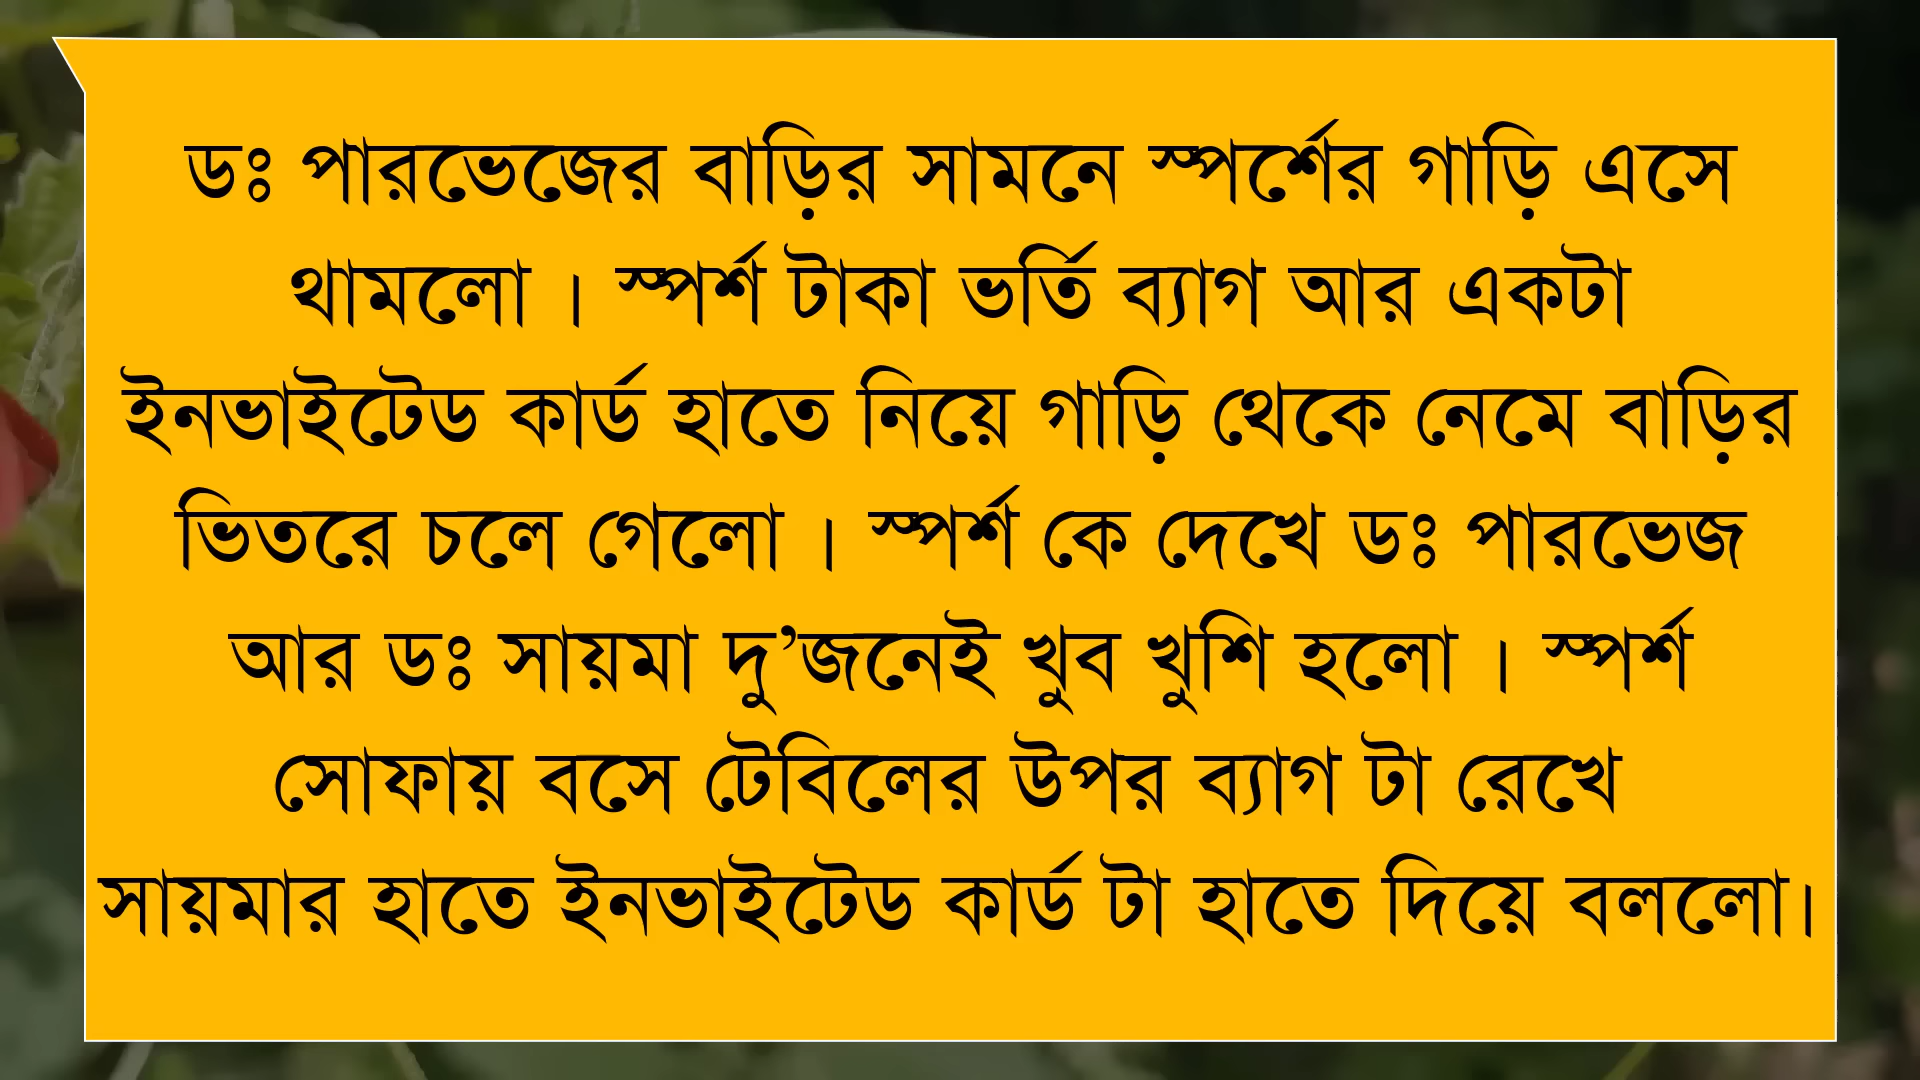 ডঃ পারভেজের বাড়ির সামনে স্পর্শের গাড়ি এসে
থামলো । স্পর্শ টাকা ভর্তি ব্যাগ আর একটা
ইনভাইটেড কার্ড হাতে নিয়ে গাড়ি থেকে নেমে বাড়ির
ভিতরে চলে গেলো । স্পর্শ কে দেখে ডঃ পারভেজ
আর ডঃ সায়মা দু’জনেই খুব খুশি হলো । স্পর্শ
সোফায় বসে টেবিলের উপর ব্যাগ টা রেখে
সায়মার হাতে ইনভাইটেড কার্ড টা হাতে দিয়ে বললো।